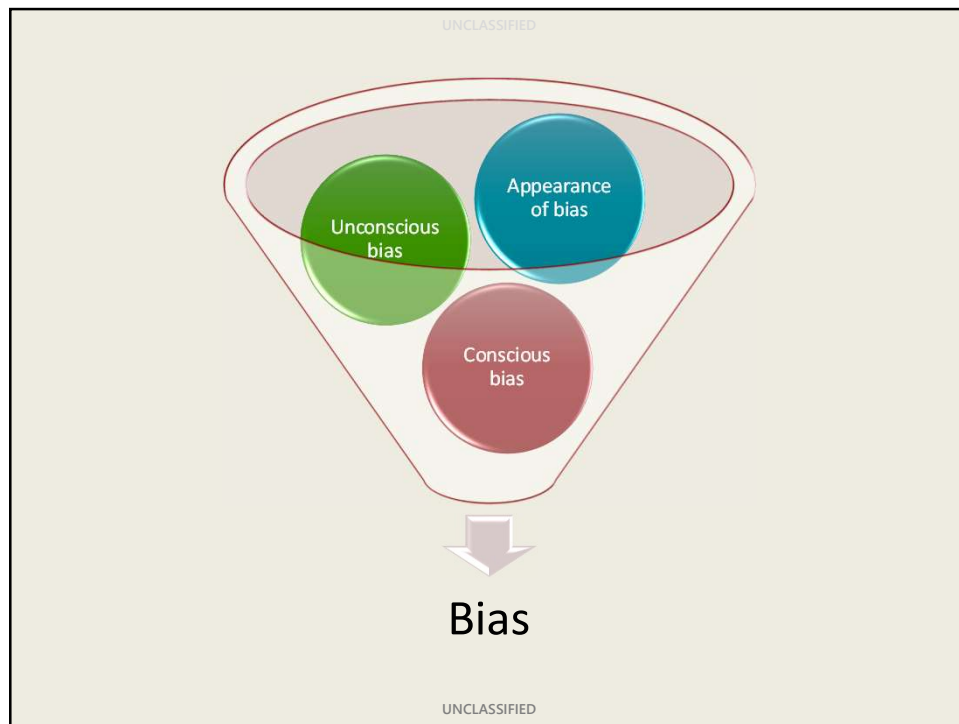 UNCLASSIFIED
Appearance
of bias
Unconscious
bias
Conscious
bias
Bias
UNCLASSIFIED